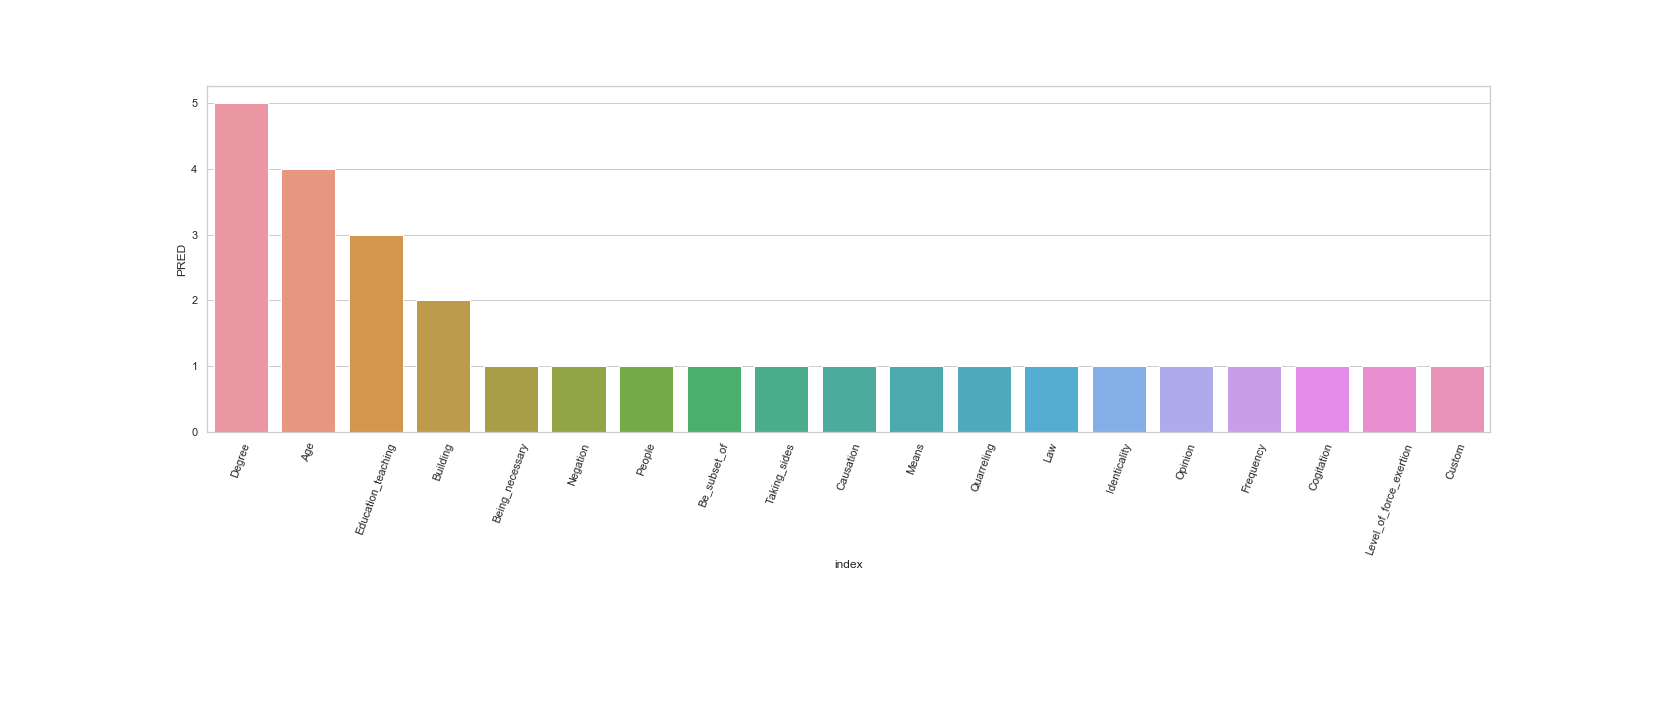 5
4
3
2
1
0
PRED
Degree
Age
Education_teaching
Building
Being_necessary
Negation
People
Be_subset_of
Taking_sides
Causation
Means
Quarreling
Law
Identicality
Opinion
Frequency
Cogitation
Level_of_force_exertion
Custom
index